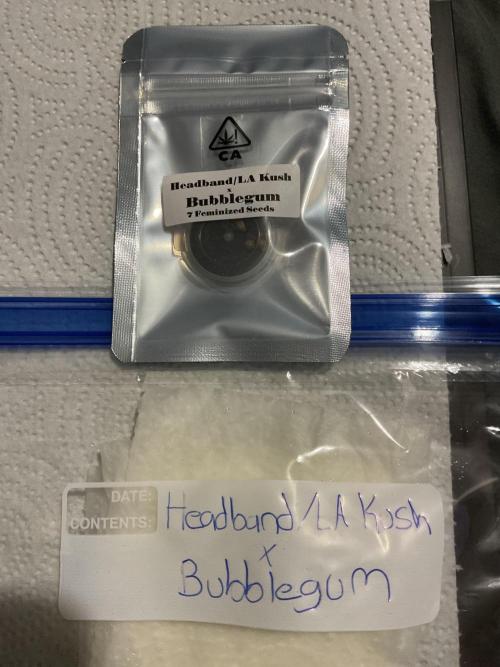 CA
Headband/LA Kush
x
Bubblegum
7 Feminized Seeds
DATE:
CONTENTS: Headband/LA Kush
x
Bubblegum